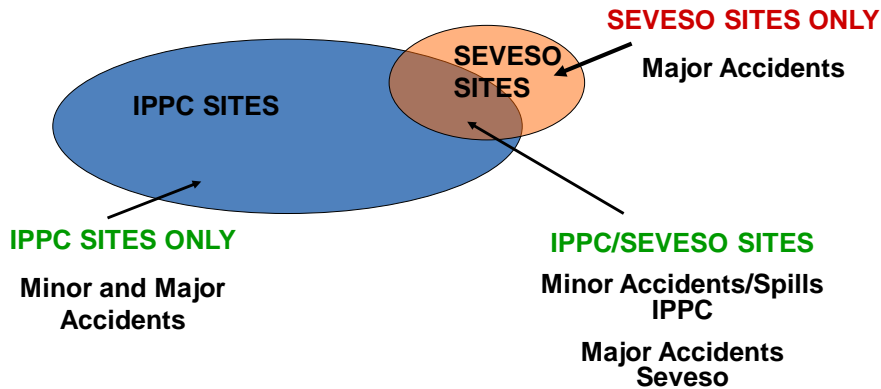 SEVESO SITES ONLY
Major Accidents
SEVESO
SITES
IPPC SITES
IPPC SITES ONLY
Minor and Major
Accidents
IPPC/SEVESO SITES
Minor Accidents/Spills
IPPC
Major Accidents
Seveso